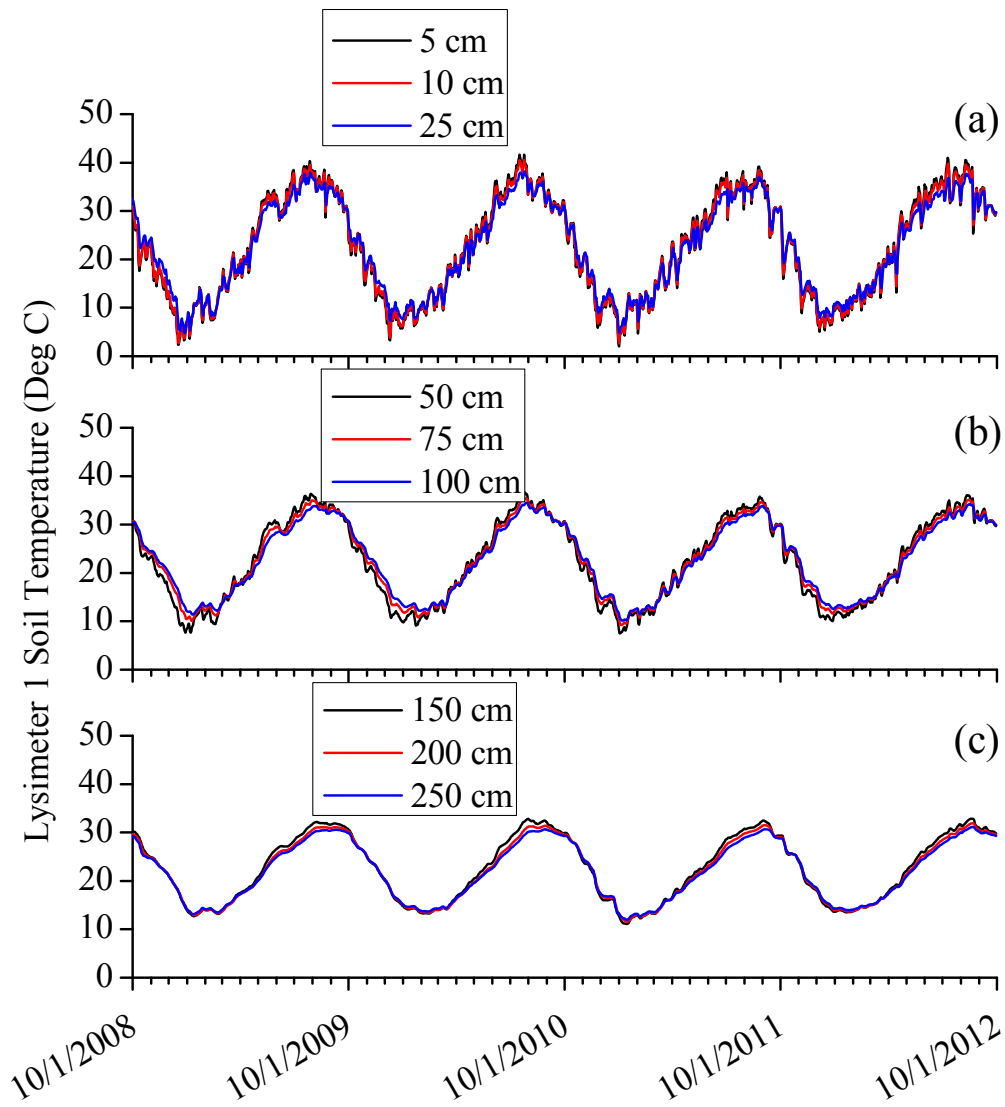 5 cm
10 cm
25 cm
(a)
50
40
30
20
10
0
50 cm
75 cm
100 cm
(b)
50
40
30
20
10
0
150 cm
200 cm
250 cm
(c)
50
40
30
20
10
0
Lysimeter 1 Soil Temperature (Deg C)
10/1/2008
10/1/2009
10/1/2010
10/1/2011
10/1/2012